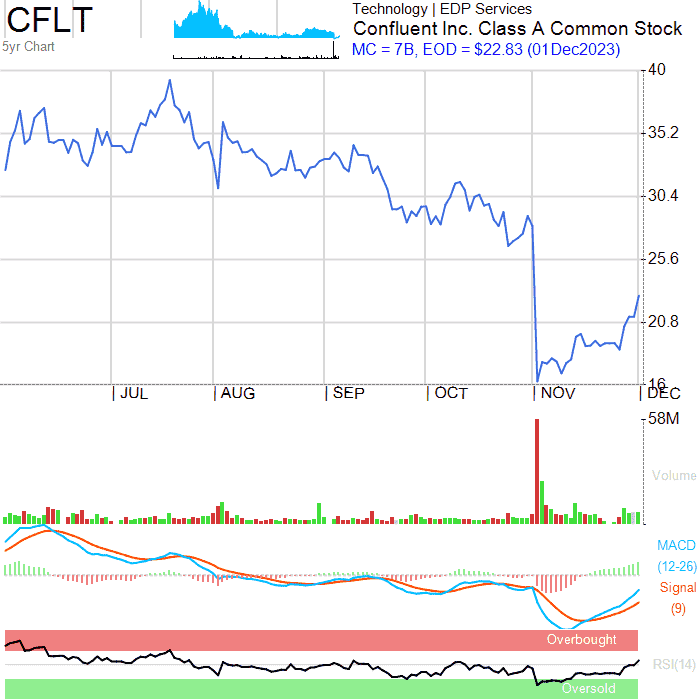 CFLT
5yr Chart
Technology | EDP Services
Confluent Inc. Class A Common Stock
MC = 7B, EOD = $22.83 (01Dec2023)
40
35.2
30.4
25.6
20.8
16
JUL AUG SEP OCT NOV DEC
58M
Volume
MACD
(12-26)
Signal
(9)
Overbought
RSI(14)
Oversold